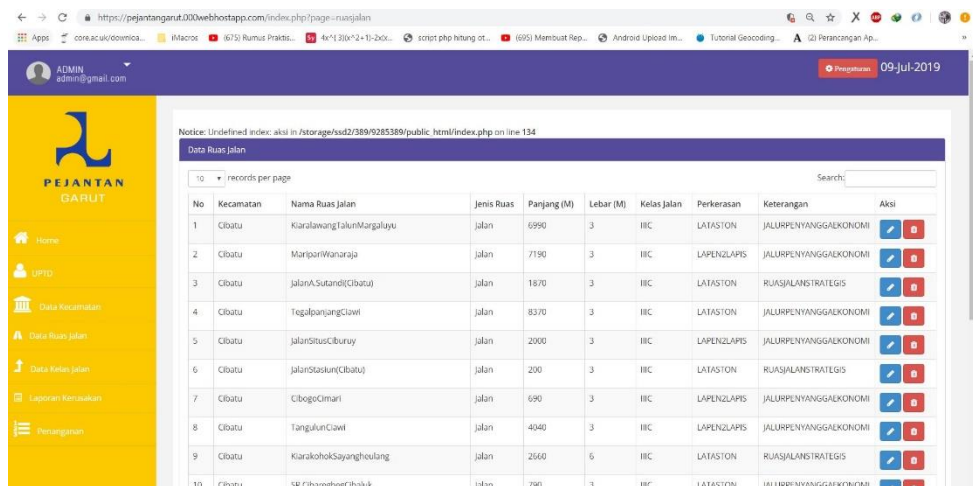 https://pejantangarut.000webhostapp.com/index.php?page=ruasjalan
Apps core.ac.uk/downloa... iMacros (675) Rumus Praktis... 4x^{3}(x^2+1)-2x(x... script php hitung ot... (695) Membuat Rep... Android Upload Im... Tutorial Geocoding... (2) Perancangan Ap... »
ADMIN
admin@gmail.com
Pengaturan 09-Jul-2019
PEJANTAN
GARUT
Home
UPTD
Data Kecamatan
Data Ruas Jalan
Data Kelas Jalan
Laporan Kerusakan
Penanganan
Notice: Undefined index: aksi in /storage/ssd2/389/9285389/public_html/index.php on line 134
Data Ruas Jalan
10 records per page Search:
No Kecamatan Nama Ruas Jalan Jenis Ruas Panjang (M) Lebar (M) Kelas Jalan Perkerasan Keterangan Aksi
1 Cibatu KiaralawangTalunMargaluyu Jalan 6990 3 IIIC LATASTON JALURPENYANGGAEKONOMI
2 Cibatu MaripariWanaraja Jalan 7190 3 IIIC LAPEN2LAPIS JALURPENYANGGAEKONOMI
3 Cibatu JalanA.Sutandi(Cibatu) Jalan 1870 3 IIIC LATASTON RUASJALANSTRATEGIS
4 Cibatu TegalpanjangCiawi Jalan 8370 3 IIIC LATASTON JALURPENYANGGAEKONOMI
5 Cibatu JalanSitusCiburuy Jalan 2000 3 IIIC LAPEN2LAPIS JALURPENYANGGAEKONOMI
6 Cibatu JalanStasiun(Cibatu) Jalan 200 3 IIIC LATASTON RUASJALANSTRATEGIS
7 Cibatu CibogoCimari Jalan 690 3 IIIC LAPEN2LAPIS JALURPENYANGGAEKONOMI
8 Cibatu TangulunCiawi Jalan 4040 3 IIIC LAPEN2LAPIS JALURPENYANGGAEKONOMI
9 Cibatu KiarakohokSayangheulang Jalan 2660 6 IIIC LATASTON RUASJALANSTRATEGIS
10 Cibatu Jalan 790 3 IIIC LATASTON JALURPENYANGGAEKONOMI